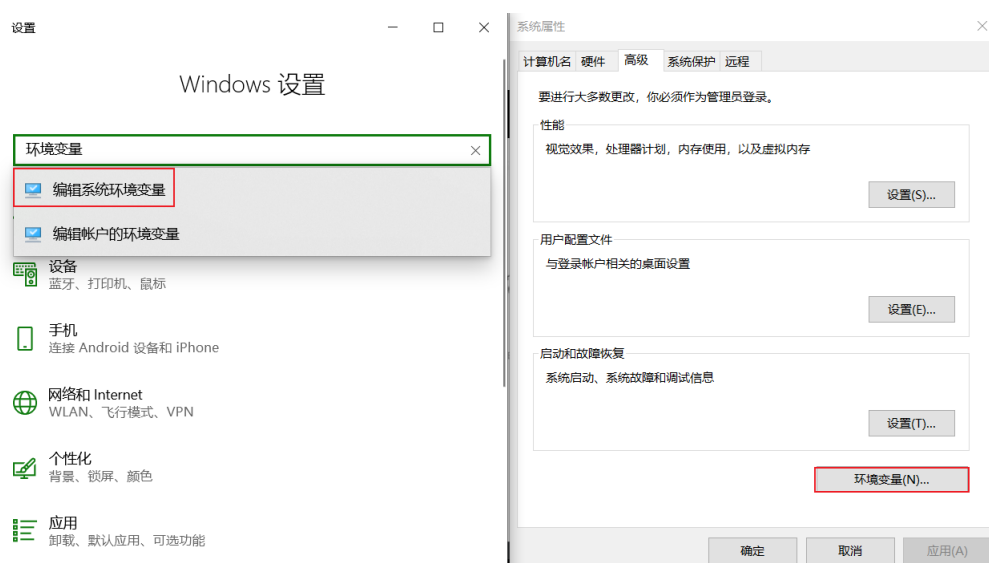 设置
Windows 设置
环境变量
编辑系统环境变量
编辑帐户的环境变量
设备
蓝牙、打印机、鼠标
手机
连接 Android 设备和 iPhone
网络和 Internet
WLAN、飞行模式、VPN
个性化
背景、锁屏、颜色
应用
卸载、默认应用、可选功能
系统属性
计算机名 硬件 高级 系统保护 远程
要进行大多数更改，你必须作为管理员登录。
性能
视觉效果，处理器计划，内存使用，以及虚拟内存
设置(S)...
用户配置文件
与登录帐户相关的桌面设置
设置(E)...
启动和故障恢复
系统启动、系统故障和调试信息
设置(T)...
环境变量(N)...
确定 取消 应用(A)